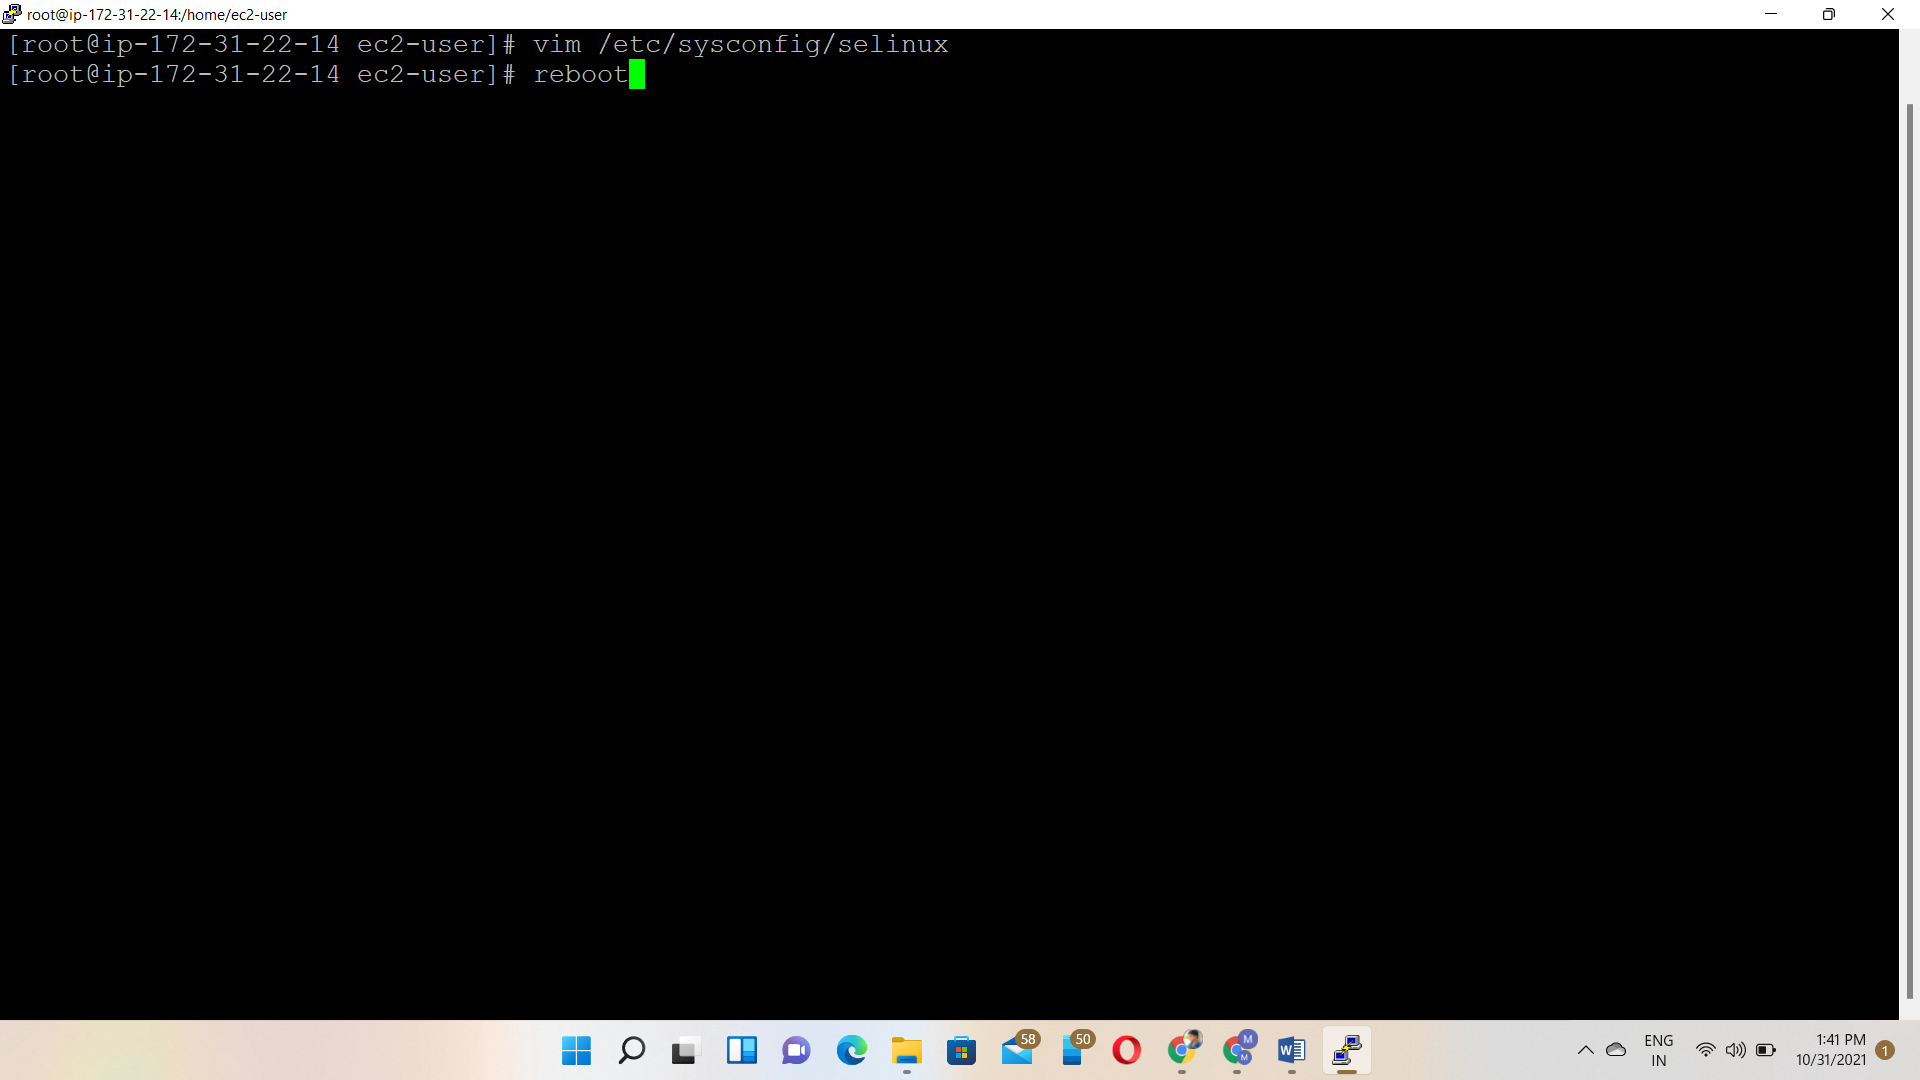 root@ip-172-31-22-14:/home/ec2-user
[root@ip-172-31-22-14 ec2-user]# vim /etc/sysconfig/selinux
[root@ip-172-31-22-14 ec2-user]# reboot
58
50
M
M
W
ENG
IN
1:41 PM
10/31/2021
1